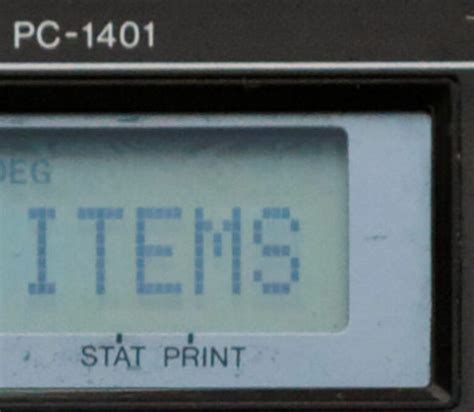 PC-1401
DEG
ITEMS
STAT PRINT